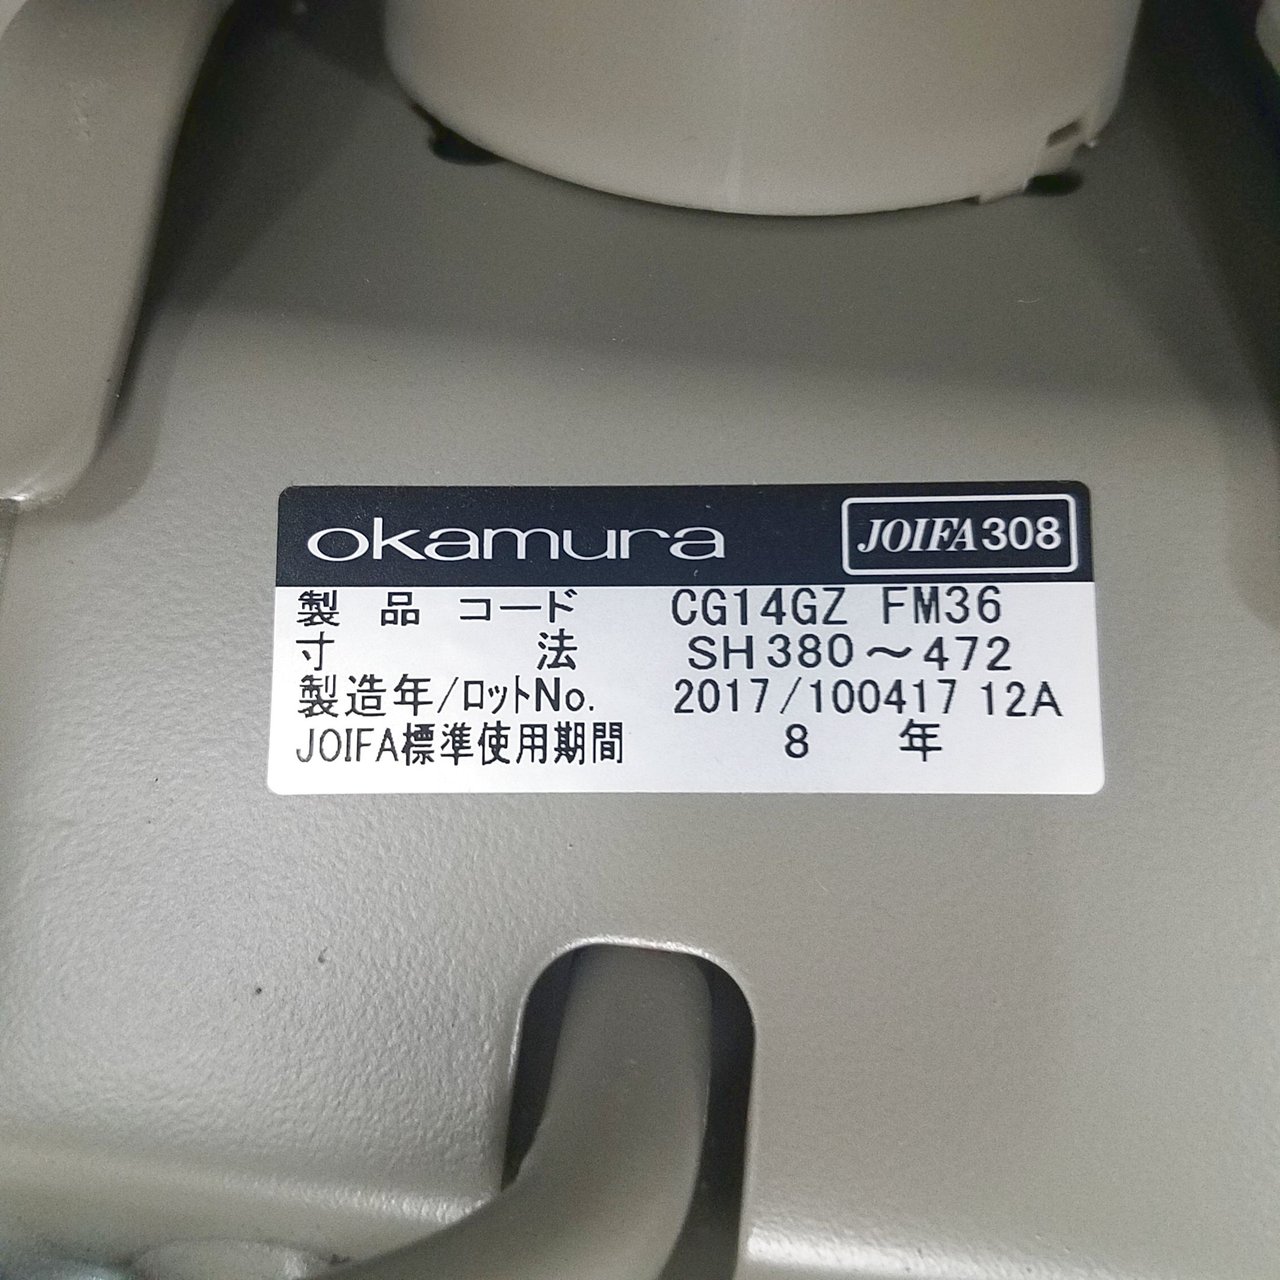 okamura JOIFA308
製品コード CG14GZ FM36
寸法 SH380～472
製造年/ロットNo. 2017/100417 12A
JOIFA標準使用期間 8年